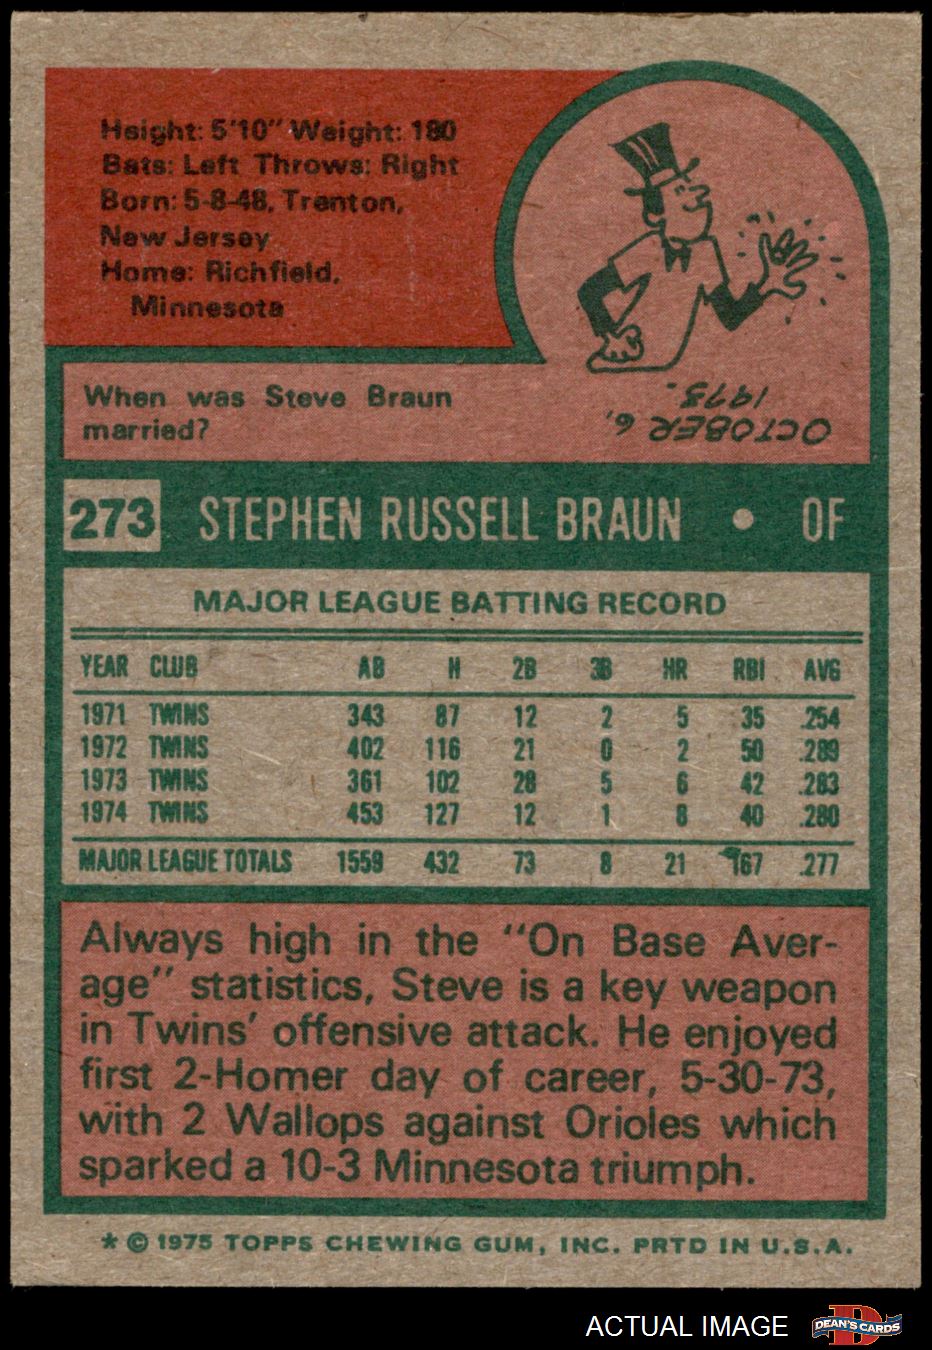 Height: 5'10" Weight: 180
Bats: Left Throws: Right
Born: 5-8-48, Trenton,
New Jersey
Home: Richfield,
Minnesota
When was Steve Braun
married?
OCTOBER 6,
1973.
273 STEPHEN RUSSELL BRAUN • OF
MAJOR LEAGUE BATTING RECORD
YEAR CLUB AB H 2B 3B HR RBI AVG
1971 TWINS 343 87 12 2 5 35 .254
1972 TWINS 402 116 21 0 2 50 .289
1973 TWINS 361 102 28 5 6 42 .283
1974 TWINS 453 127 12 1 8 40 .280
MAJOR LEAGUE TOTALS 1559 432 73 8 21 167 .277
Always high in the "On Base Aver-
age" statistics, Steve is a key weapon
in Twins' offensive attack. He enjoyed
first 2-Homer day of career, 5-30-73,
with 2 Wallops against Orioles which
sparked a 10-3 Minnesota triumph.
* © 1975 TOPPS CHEWING GUM, INC. PRTD IN U.S.A.
ACTUAL IMAGE D DEAN'S CARDS